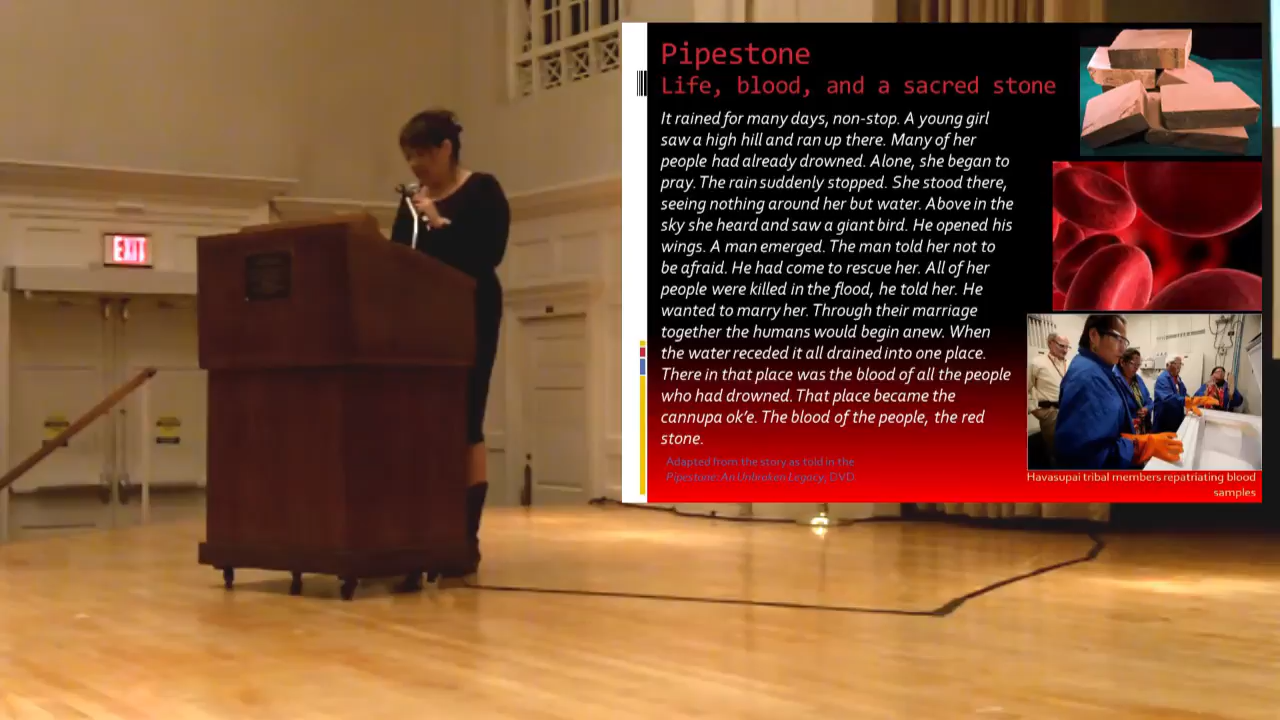 EXIT
Pipestone
Life, blood, and a sacred stone
It rained for many days, non-stop. A young girl
saw a high hill and ran up there. Many of her
people had already drowned. Alone, she began to
pray. The rain suddenly stopped. She stood there,
seeing nothing around her but water. Above in the
sky she heard and saw a giant bird. He opened his
wings. A man emerged. The man told her not to
be afraid. He had come to rescue her. All of her
people were killed in the flood, he told her. He
wanted to marry her. Through their marriage
together the humans would begin anew. When
the water receded it all drained into one place.
There in that place was the blood of all the people
who had drowned. That place became the
cannupa ok’e. The blood of the people, the red
stone.
Adapted from the story as told in the
Pipestone: An Unbroken Legacy, DVD
Havasupai tribal members repatriating blood
samples